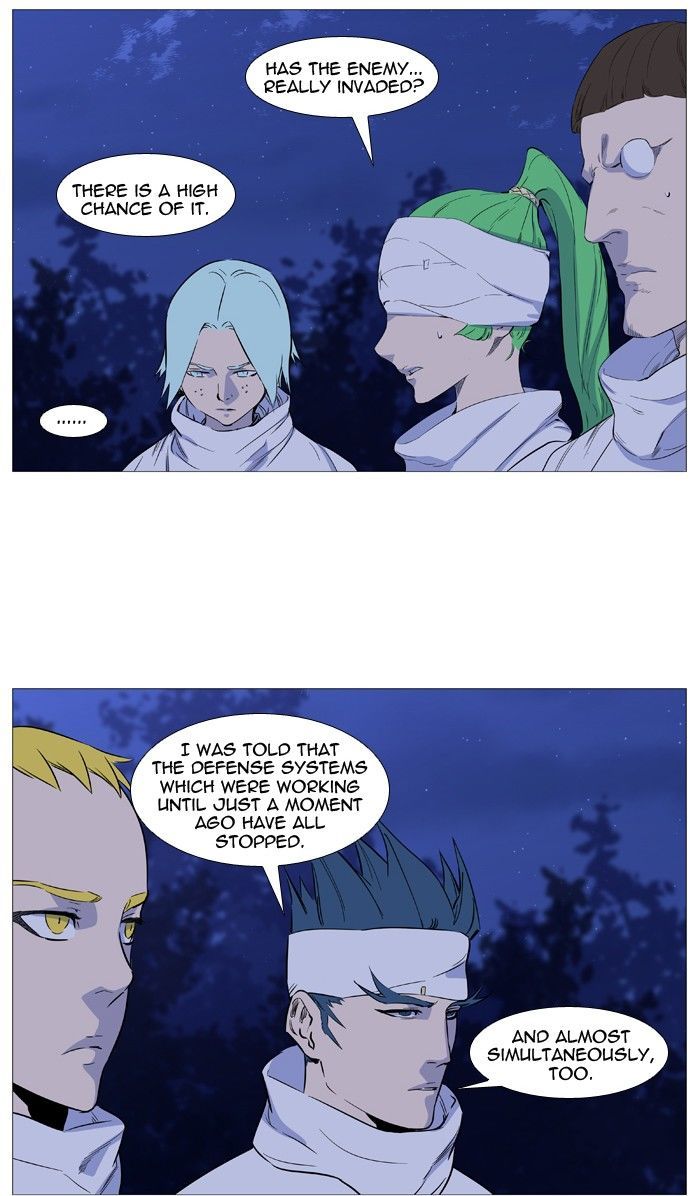 HAS THE ENEMY...
REALLY INVADED?
THERE IS A HIGH
CHANCE OF IT.
......
I WAS TOLD THAT
THE DEFENSE SYSTEMS
WHICH WERE WORKING
UNTIL JUST A MOMENT
AGO HAVE ALL
STOPPED.
AND ALMOST
SIMULTANEOUSLY,
TOO.